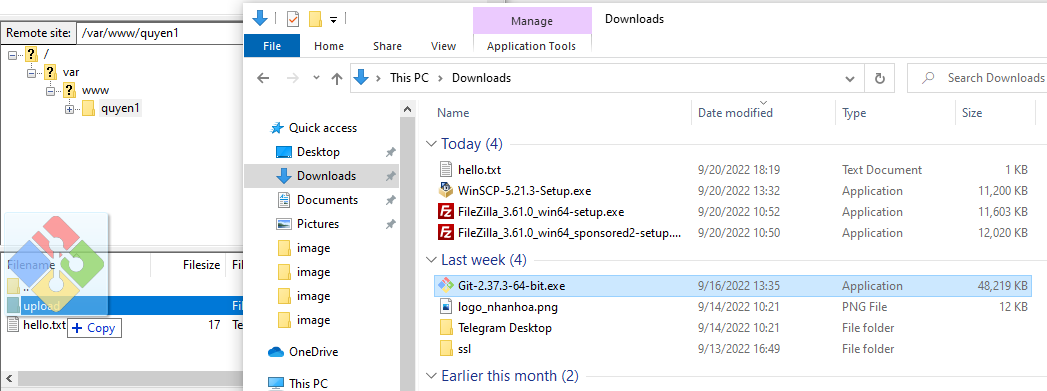 Remote site: /var/www/quyen1
/
var
www
quyen1
Filename Filesize Fi
..
upload Fi
hello.txt 17 Te
+ Copy
Manage Downloads
File Home Share View Application Tools
This PC > Downloads Search Downloads
Quick access
Desktop
Downloads
Documents
Pictures
image
image
image
image
OneDrive
This PC
Name Date modified Type Size
Today (4)
hello.txt 9/20/2022 18:19 Text Document 1 KB
WinSCP-5.21.3-Setup.exe 9/20/2022 13:32 Application 11,200 KB
FileZilla_3.61.0_win64-setup.exe 9/20/2022 10:52 Application 11,603 KB
FileZilla_3.61.0_win64_sponsored2-setup.... 9/20/2022 10:50 Application 12,020 KB
Last week (4)
Git-2.37.3-64-bit.exe 9/16/2022 13:35 Application 48,219 KB
logo_nhanhoa.png 9/14/2022 10:21 PNG File 12 KB
Telegram Desktop 9/14/2022 10:21 File folder
ssl 9/13/2022 16:49 File folder
Earlier this month (2)